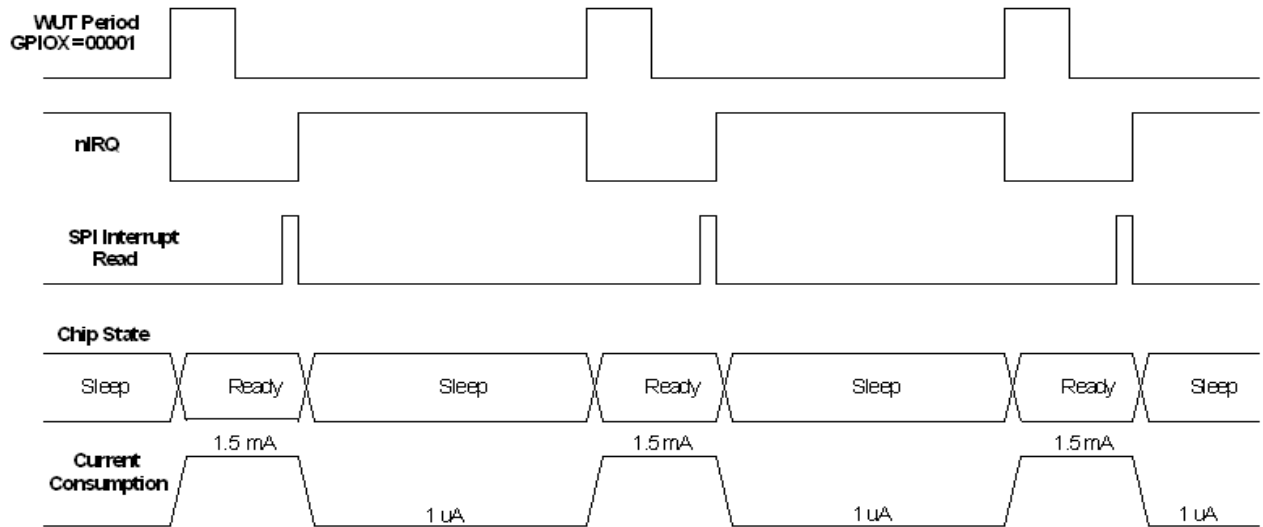 WUT Period
GPIOX=00001
nIRQ
SPI Interrupt
Read
Chip State
Sleep Ready Sleep Ready Sleep Ready Sleep
1.5 mA 1.5 mA 1.5 mA
Current
Consumption
1 uA 1 uA 1 uA